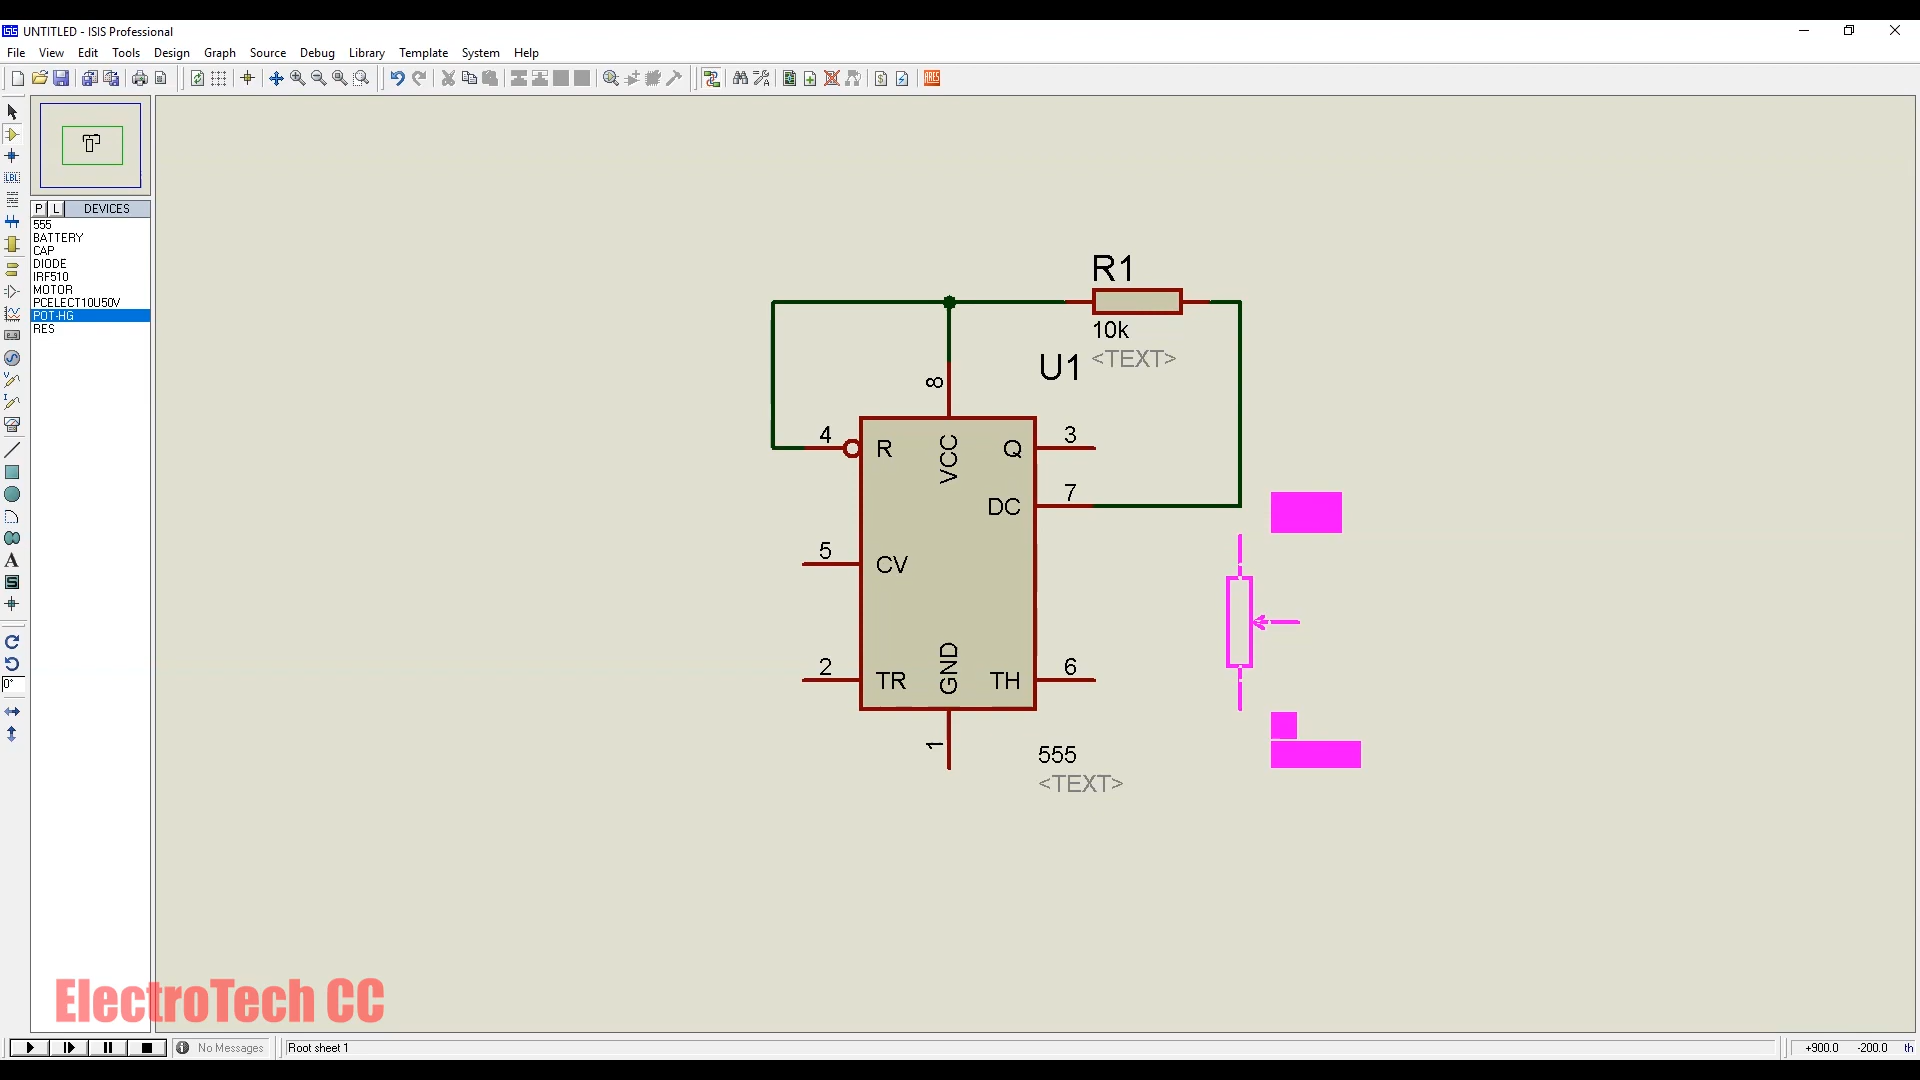 UNTITLED - ISIS Professional
File View Edit Tools Design Graph Source Debug Library Template System Help
LBL
ARES
P L DEVICES
555
BATTERY
CAP
DIODE
IRF510
MOTOR
PCELECT10U50V
POT-HG
RES
A
S
0°
R1
10k
<TEXT>
U1
8
4
R
VCC
Q
3
DC
7
5
CV
2
TR
GND
TH
6
1
555
<TEXT>
ElectroTech CC
No Messages
Root sheet 1
+900.0 -200.0 th